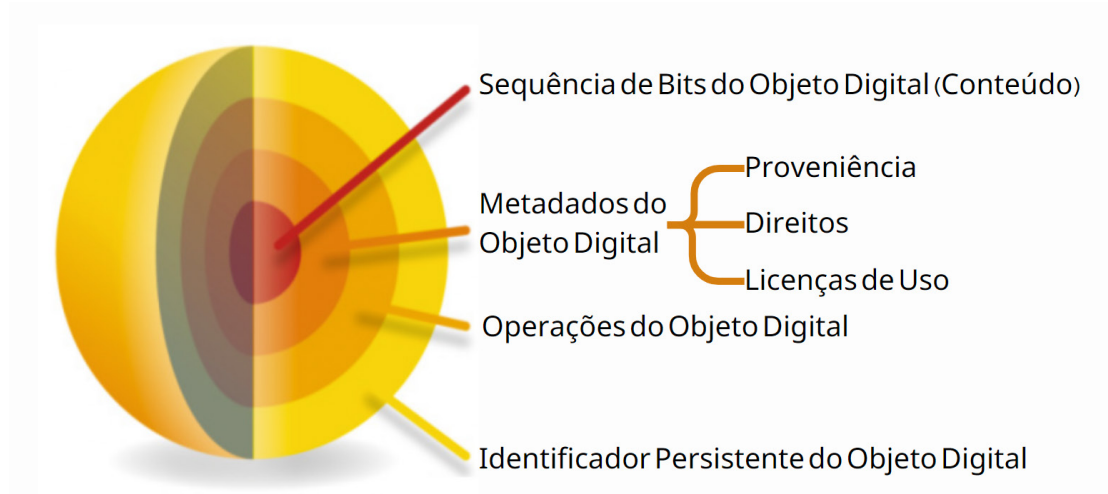 Sequência de Bits do Objeto Digital (Conteúdo)
Proveniência
Metadados do
Objeto Digital
Direitos
Licenças de Uso
Operações do Objeto Digital
Identificador Persistente do Objeto Digital